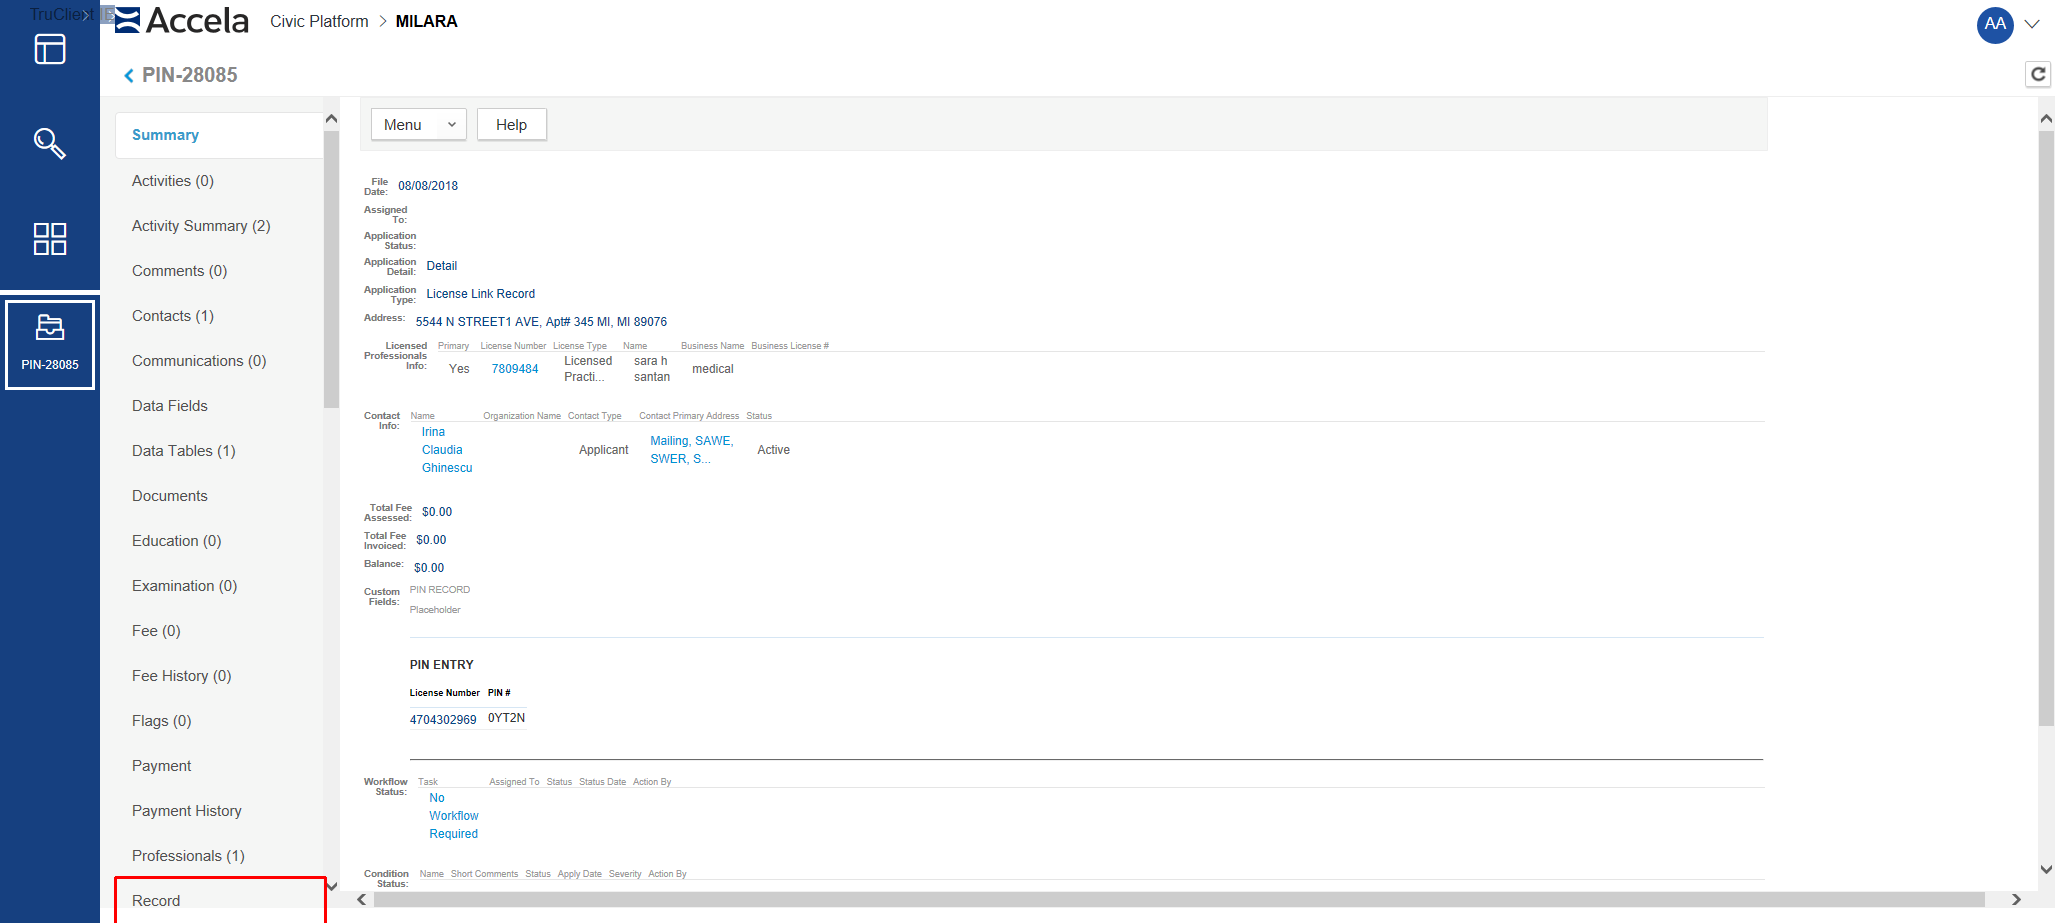 TruClient
Accela
Civic Platform > MILARA
AA
PIN-28085
PIN-28085
Summary
Activities (0)
Activity Summary (2)
Comments (0)
Contacts (1)
Communications (0)
Data Fields
Data Tables (1)
Documents
Education (0)
Examination (0)
Fee (0)
Fee History (0)
Flags (0)
Payment
Payment History
Professionals (1)
Record
Menu Help
File Date: 08/08/2018
Assigned To:
Application Status:
Application Detail: Detail
Application Type: License Link Record
Address: 5544 N STREET1 AVE, Apt# 345 MI, MI 89076
Licensed Professionals Info:
Primary License Number License Type Name Business Name Business License #
Yes 7809484 Licensed Practi... sara h santan medical
Contact Info:
Name Organization Name Contact Type Contact Primary Address Status
Irina Claudia Ghinescu Applicant Mailing, SAWE, SWER, S... Active
Total Fee Assessed: $0.00
Total Fee Invoiced: $0.00
Balance: $0.00
Custom Fields: PIN RECORD
Placeholder
PIN ENTRY
License Number PIN #
4704302969 0YT2N
Workflow Status:
Task Assigned To Status Status Date Action By
No Workflow Required
Condition Status:
Name Short Comments Status Apply Date Severity Action By